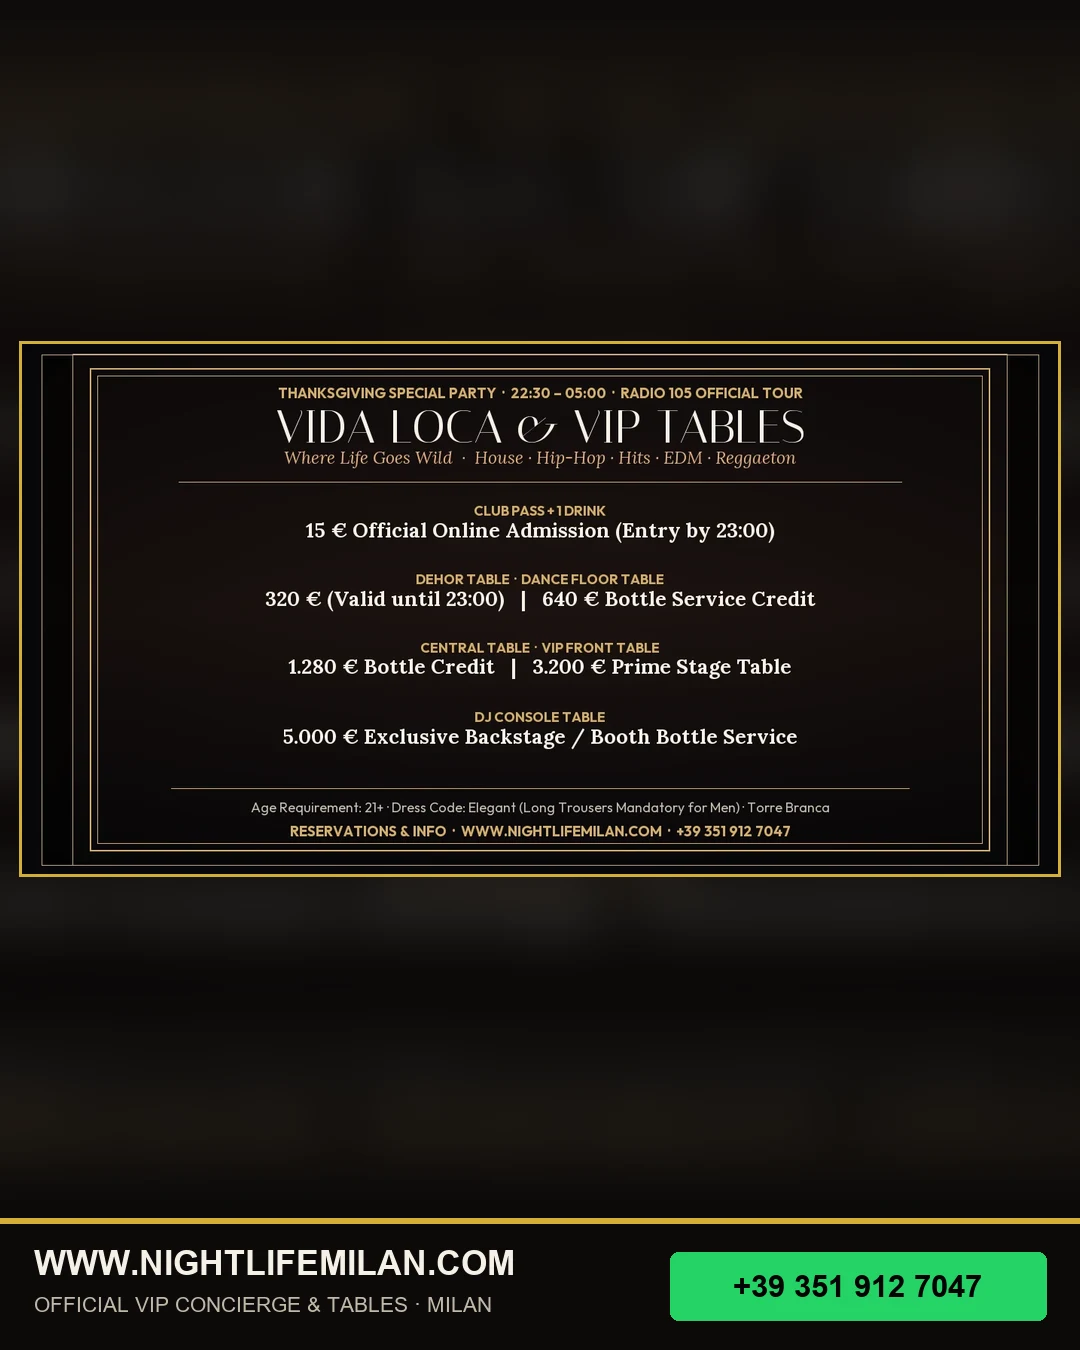 THANKSGIVING SPECIAL PARTY · 22:30 – 05:00 · RADIO 105 OFFICIAL TOUR
VIDA LOCA & VIP TABLES
Where Life Goes Wild · House · Hip-Hop · Hits · EDM · Reggaeton
CLUB PASS + 1 DRINK
15 € Official Online Admission (Entry by 23:00)
DEHOR TABLE · DANCE FLOOR TABLE
320 € (Valid until 23:00) | 640 € Bottle Service Credit
CENTRAL TABLE · VIP FRONT TABLE
1.280 € Bottle Credit | 3.200 € Prime Stage Table
DJ CONSOLE TABLE
5.000 € Exclusive Backstage / Booth Bottle Service
Age Requirement: 21+ · Dress Code: Elegant (Long Trousers Mandatory for Men) · Torre Branca
RESERVATIONS & INFO · WWW.NIGHTLIFEMILAN.COM · +39 351 912 7047
WWW.NIGHTLIFEMILAN.COM
OFFICIAL VIP CONCIERGE & TABLES · MILAN
+39 351 912 7047